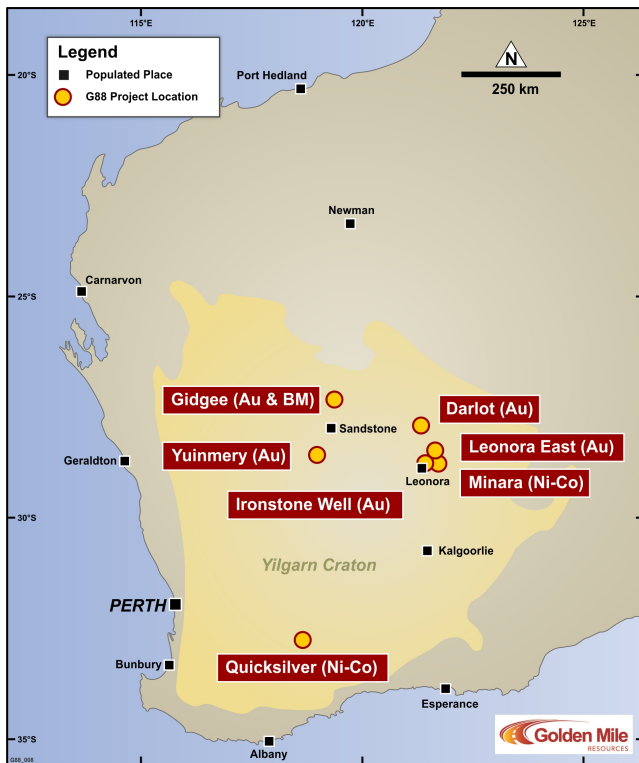 115°E
120°E
125°E
Legend
Populated Place
G88 Project Location
N
250 km
20°S
Port Hedland
Newman
Carnarvon
25°S
Gidgee (Au & BM)
Darlot (Au)
Sandstone
Leonora East (Au)
Yuinmery (Au)
Geraldton
Leonora
Minara (Ni-Co)
Ironstone Well (Au)
30°S
Kalgoorlie
Yilgarn Craton
PERTH
Bunbury
Quicksilver (Ni-Co)
Esperance
35°S
Albany
Golden Mile
RESOURCES
G88_008